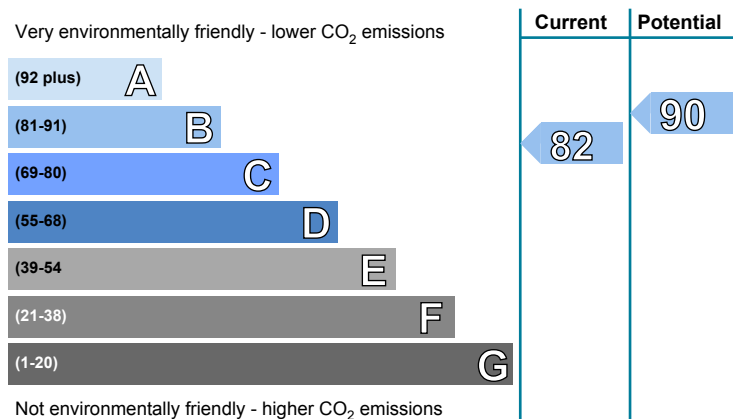 Very environmentally friendly - lower CO₂ emissions
Current
Potential
(92 plus) A
(81-91) B
(69-80) C
(55-68) D
(39-54 E
(21-38) F
(1-20) G
82
90
Not environmentally friendly - higher CO₂ emissions